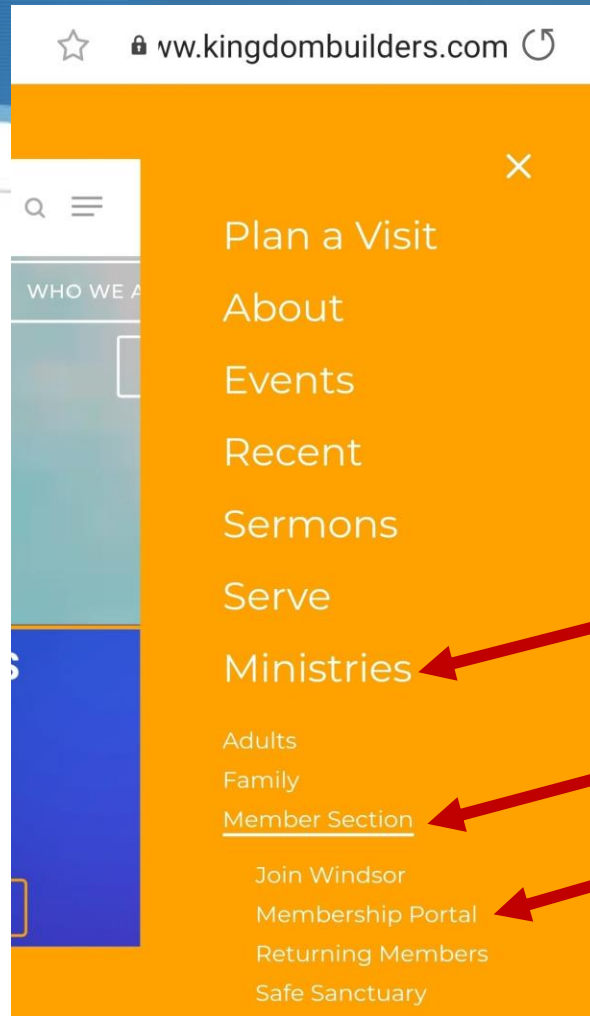 vw.kingdombuilders.com
Plan a Visit
WHO WE A
About
Events
Recent
Sermons
Serve
S
Ministries
Adults
Family
Member Section
Join Windsor
Membership Portal
Returning Members
Safe Sanctuary